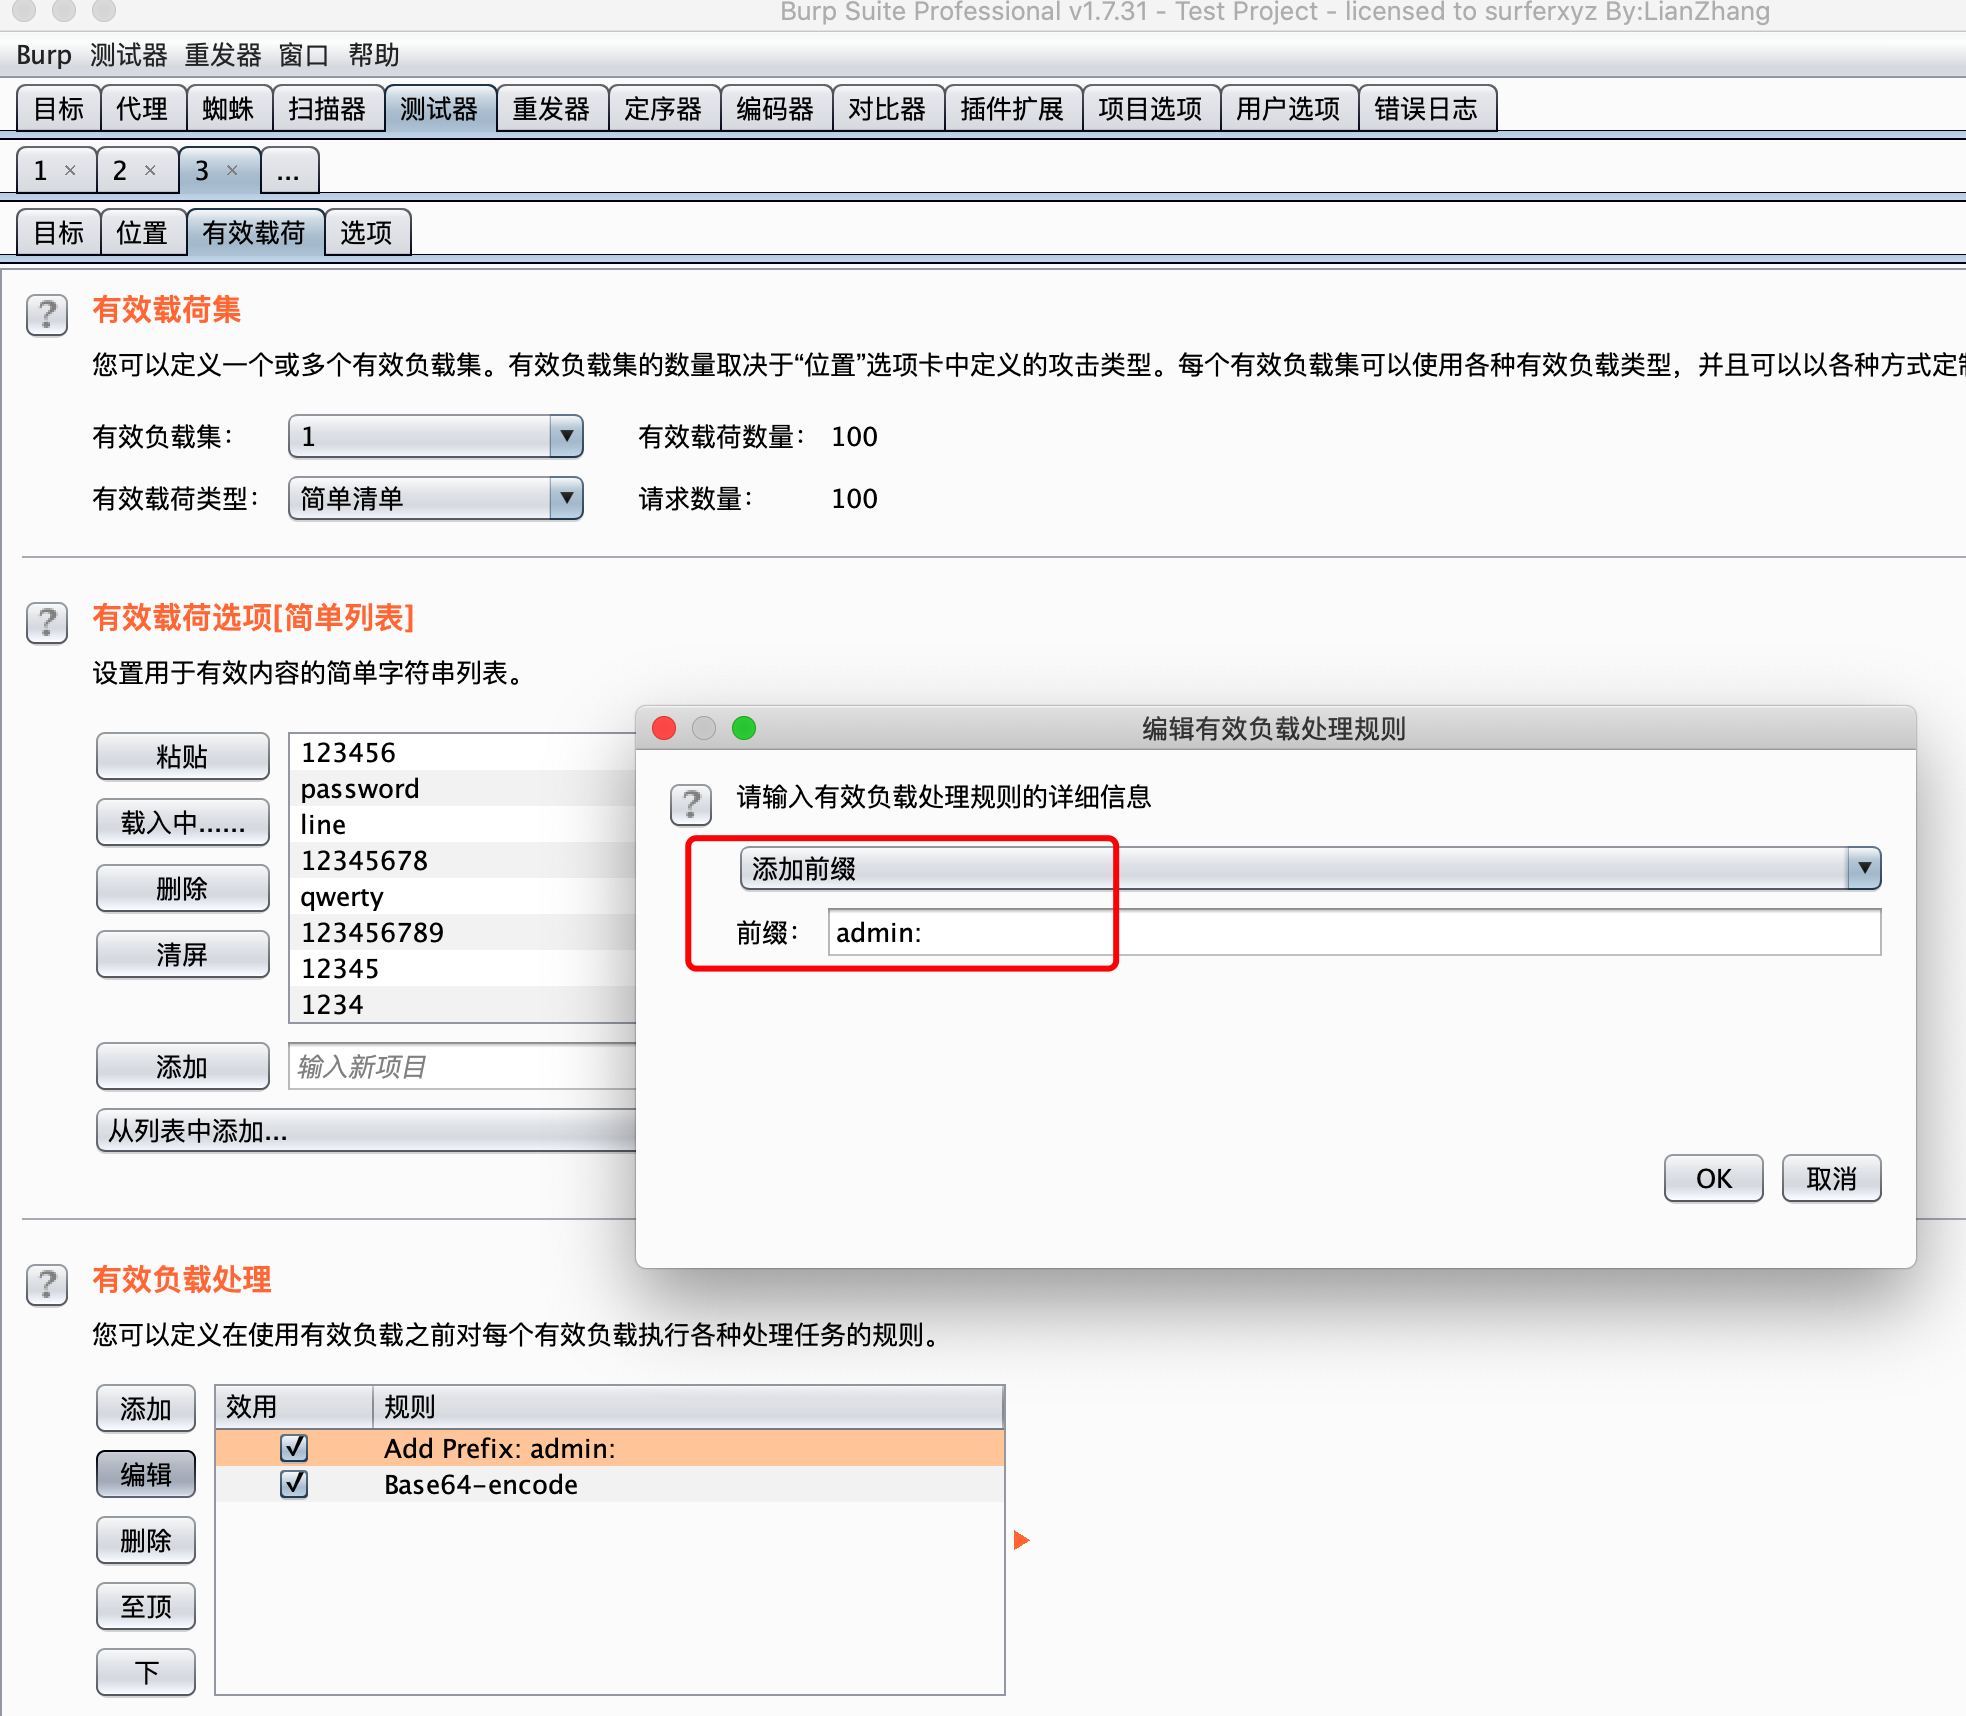 Burp Suite Professional v1.7.31 - Test Project - licensed to surferxyz By:LianZhang
Burp 测试器 重发器 窗口 帮助
目标 代理 蜘蛛 扫描器 测试器 重发器 定序器 编码器 对比器 插件扩展 项目选项 用户选项 错误日志
1 × 2 × 3 × ...
目标 位置 有效载荷 选项
? 有效载荷集
您可以定义一个或多个有效负载集。有效负载集的数量取决于“位置”选项卡中定义的攻击类型。每个有效负载集可以使用各种有效负载类型，并且可以以各种方式定制
有效负载集： 1 有效载荷数量： 100
有效载荷类型： 简单清单 请求数量： 100
? 有效载荷选项[简单列表]
设置用于有效内容的简单字符串列表。
粘贴
载入中......
删除
清屏
123456
password
line
12345678
qwerty
123456789
12345
1234
添加 输入新项目
从列表中添加...
编辑有效负载处理规则
? 请输入有效负载处理规则的详细信息
添加前缀
前缀： admin:
OK 取消
? 有效负载处理
您可以定义在使用有效负载之前对每个有效负载执行各种处理任务的规则。
添加
编辑
删除
至顶
下
效用 规则
Add Prefix: admin:
Base64-encode